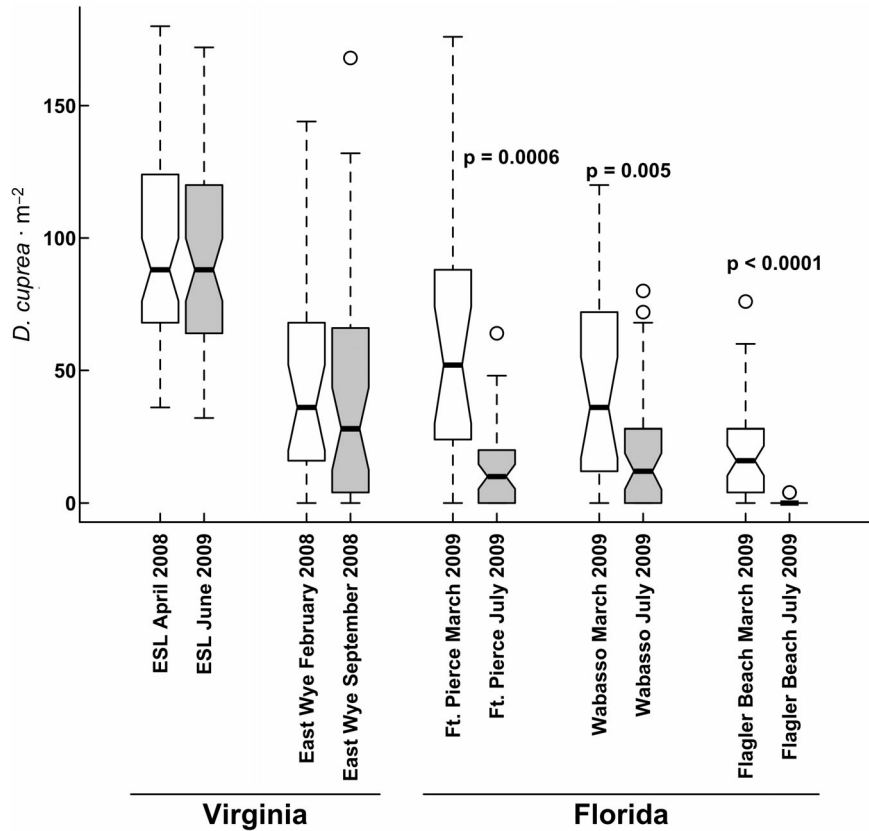 D. cuprea · m⁻²
150
100
50
0
p = 0.0006
p = 0.005
p < 0.0001
ESL April 2008
ESL June 2009
East Wye February 2008
East Wye September 2008
Ft. Pierce March 2009
Ft. Pierce July 2009
Wabasso March 2009
Wabasso July 2009
Flagler Beach March 2009
Flagler Beach July 2009
Virginia
Florida